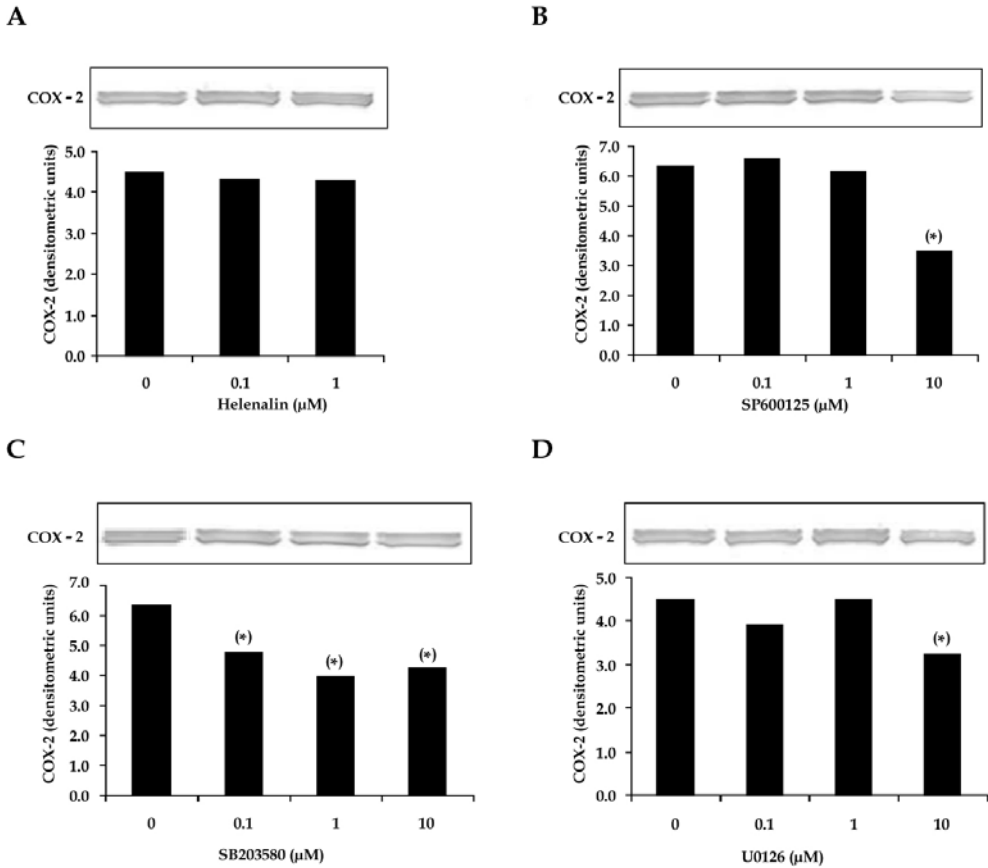 A
COX - 2
COX-2 (densitometric units)
5.0
4.0
3.0
2.0
1.0
0.0
0 0.1 1
Helenalin (µM)
B
COX - 2
COX-2 (densitometric units)
7.0
6.0
5.0
4.0
3.0
2.0
1.0
0.0
(*)
0 0.1 1 10
SP600125 (µM)
C
COX - 2
COX-2 (densitometric units)
7.0
6.0
5.0
4.0
3.0
2.0
1.0
0.0
(*) (*) (*)
0 0.1 1 10
SB203580 (µM)
D
COX - 2
COX-2 (densitometric units)
5.0
4.0
3.0
2.0
1.0
0.0
(*)
0 0.1 1 10
U0126 (µM)